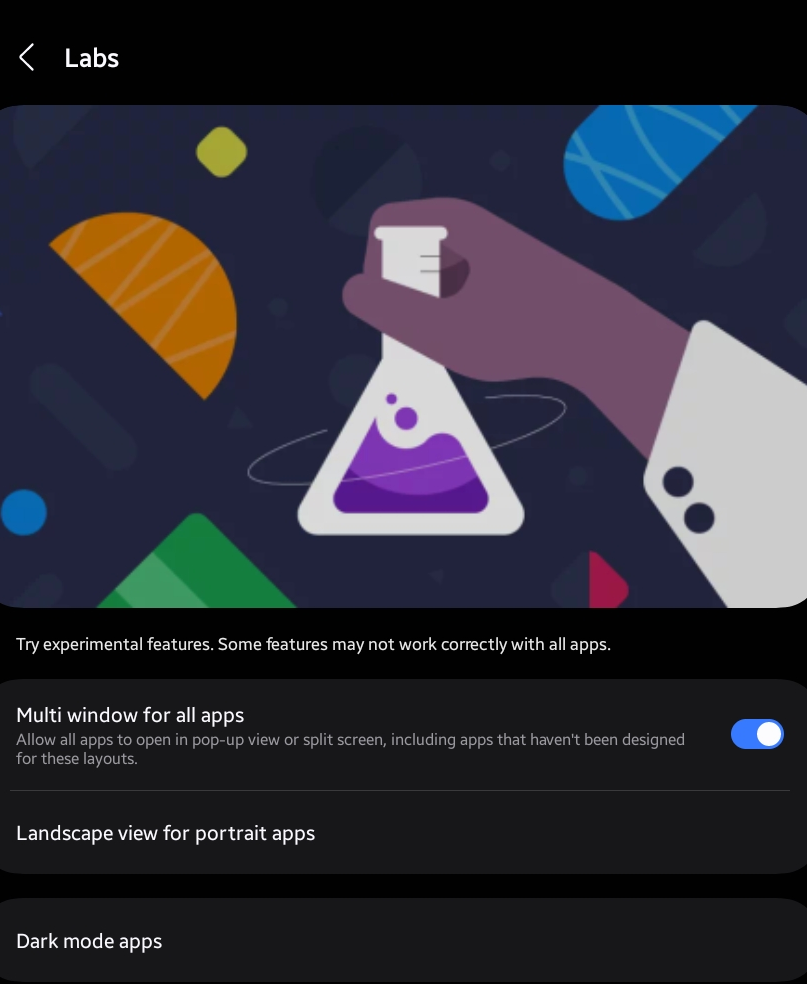 Labs
Try experimental features. Some features may not work correctly with all apps.
Multi window for all apps
Allow all apps to open in pop-up view or split screen, including apps that haven't been designed
for these layouts.
Landscape view for portrait apps
Dark mode apps